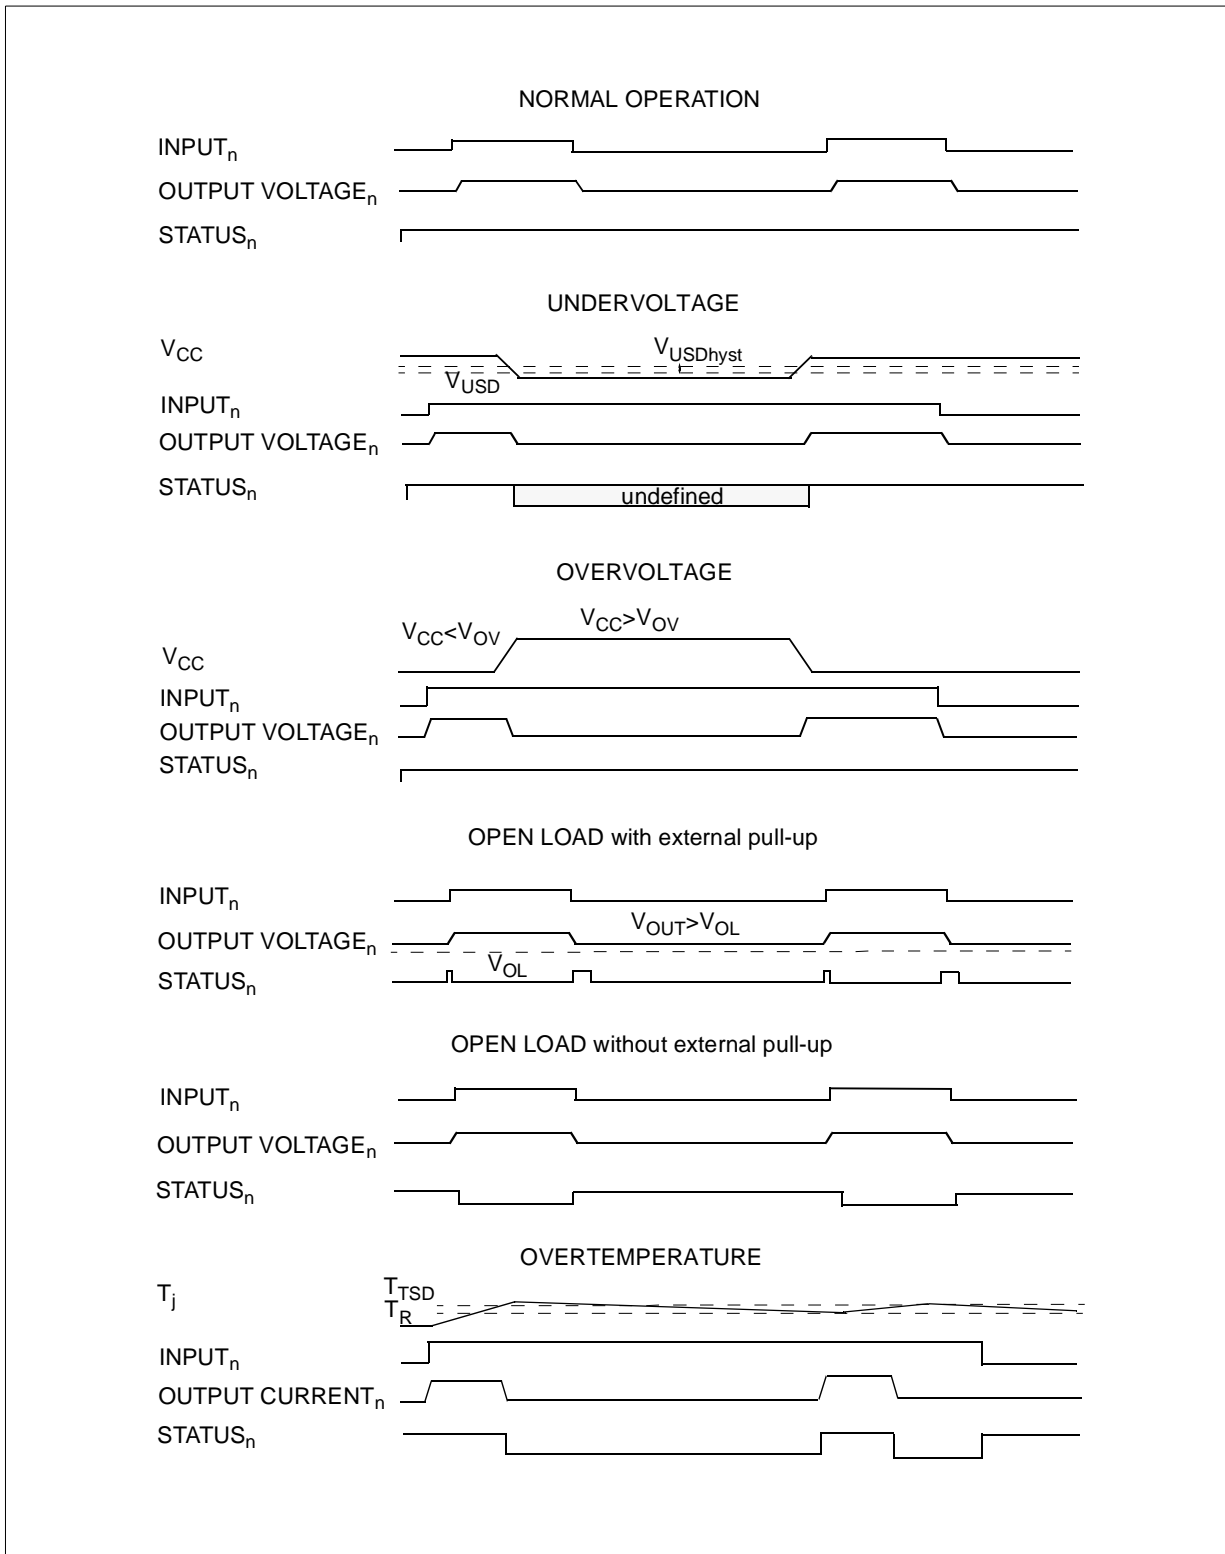 NORMAL OPERATION
INPUTn
OUTPUT VOLTAGEn
STATUSn
UNDERVOLTAGE
VCC
VUSDhyst
VUSD
INPUTn
OUTPUT VOLTAGEn
STATUSn
undefined
OVERVOLTAGE
VCC<VOV
VCC>VOV
VCC
INPUTn
OUTPUT VOLTAGEn
STATUSn
OPEN LOAD with external pull-up
INPUTn
OUTPUT VOLTAGEn
VOUT>VOL
VOL
STATUSn
OPEN LOAD without external pull-up
INPUTn
OUTPUT VOLTAGEn
STATUSn
OVERTEMPERATURE
Tj
TTSD
TR
INPUTn
OUTPUT CURRENTn
STATUSn